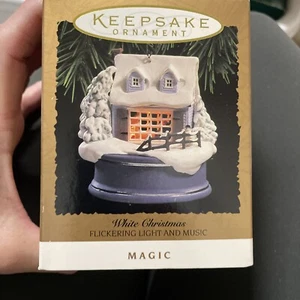 KEEPSAKE
ORNAMENT
White Christmas
FLICKERING LIGHT AND MUSIC
MAGIC